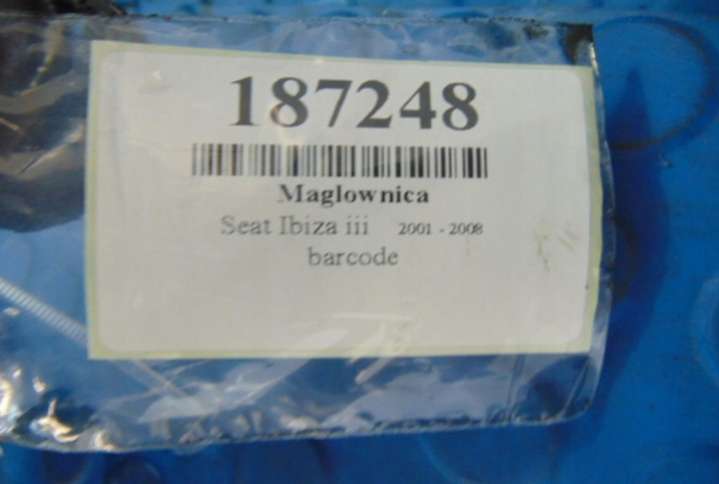 187248
Maglownica
Seat Ibiza iii 2001 - 2008
barcode